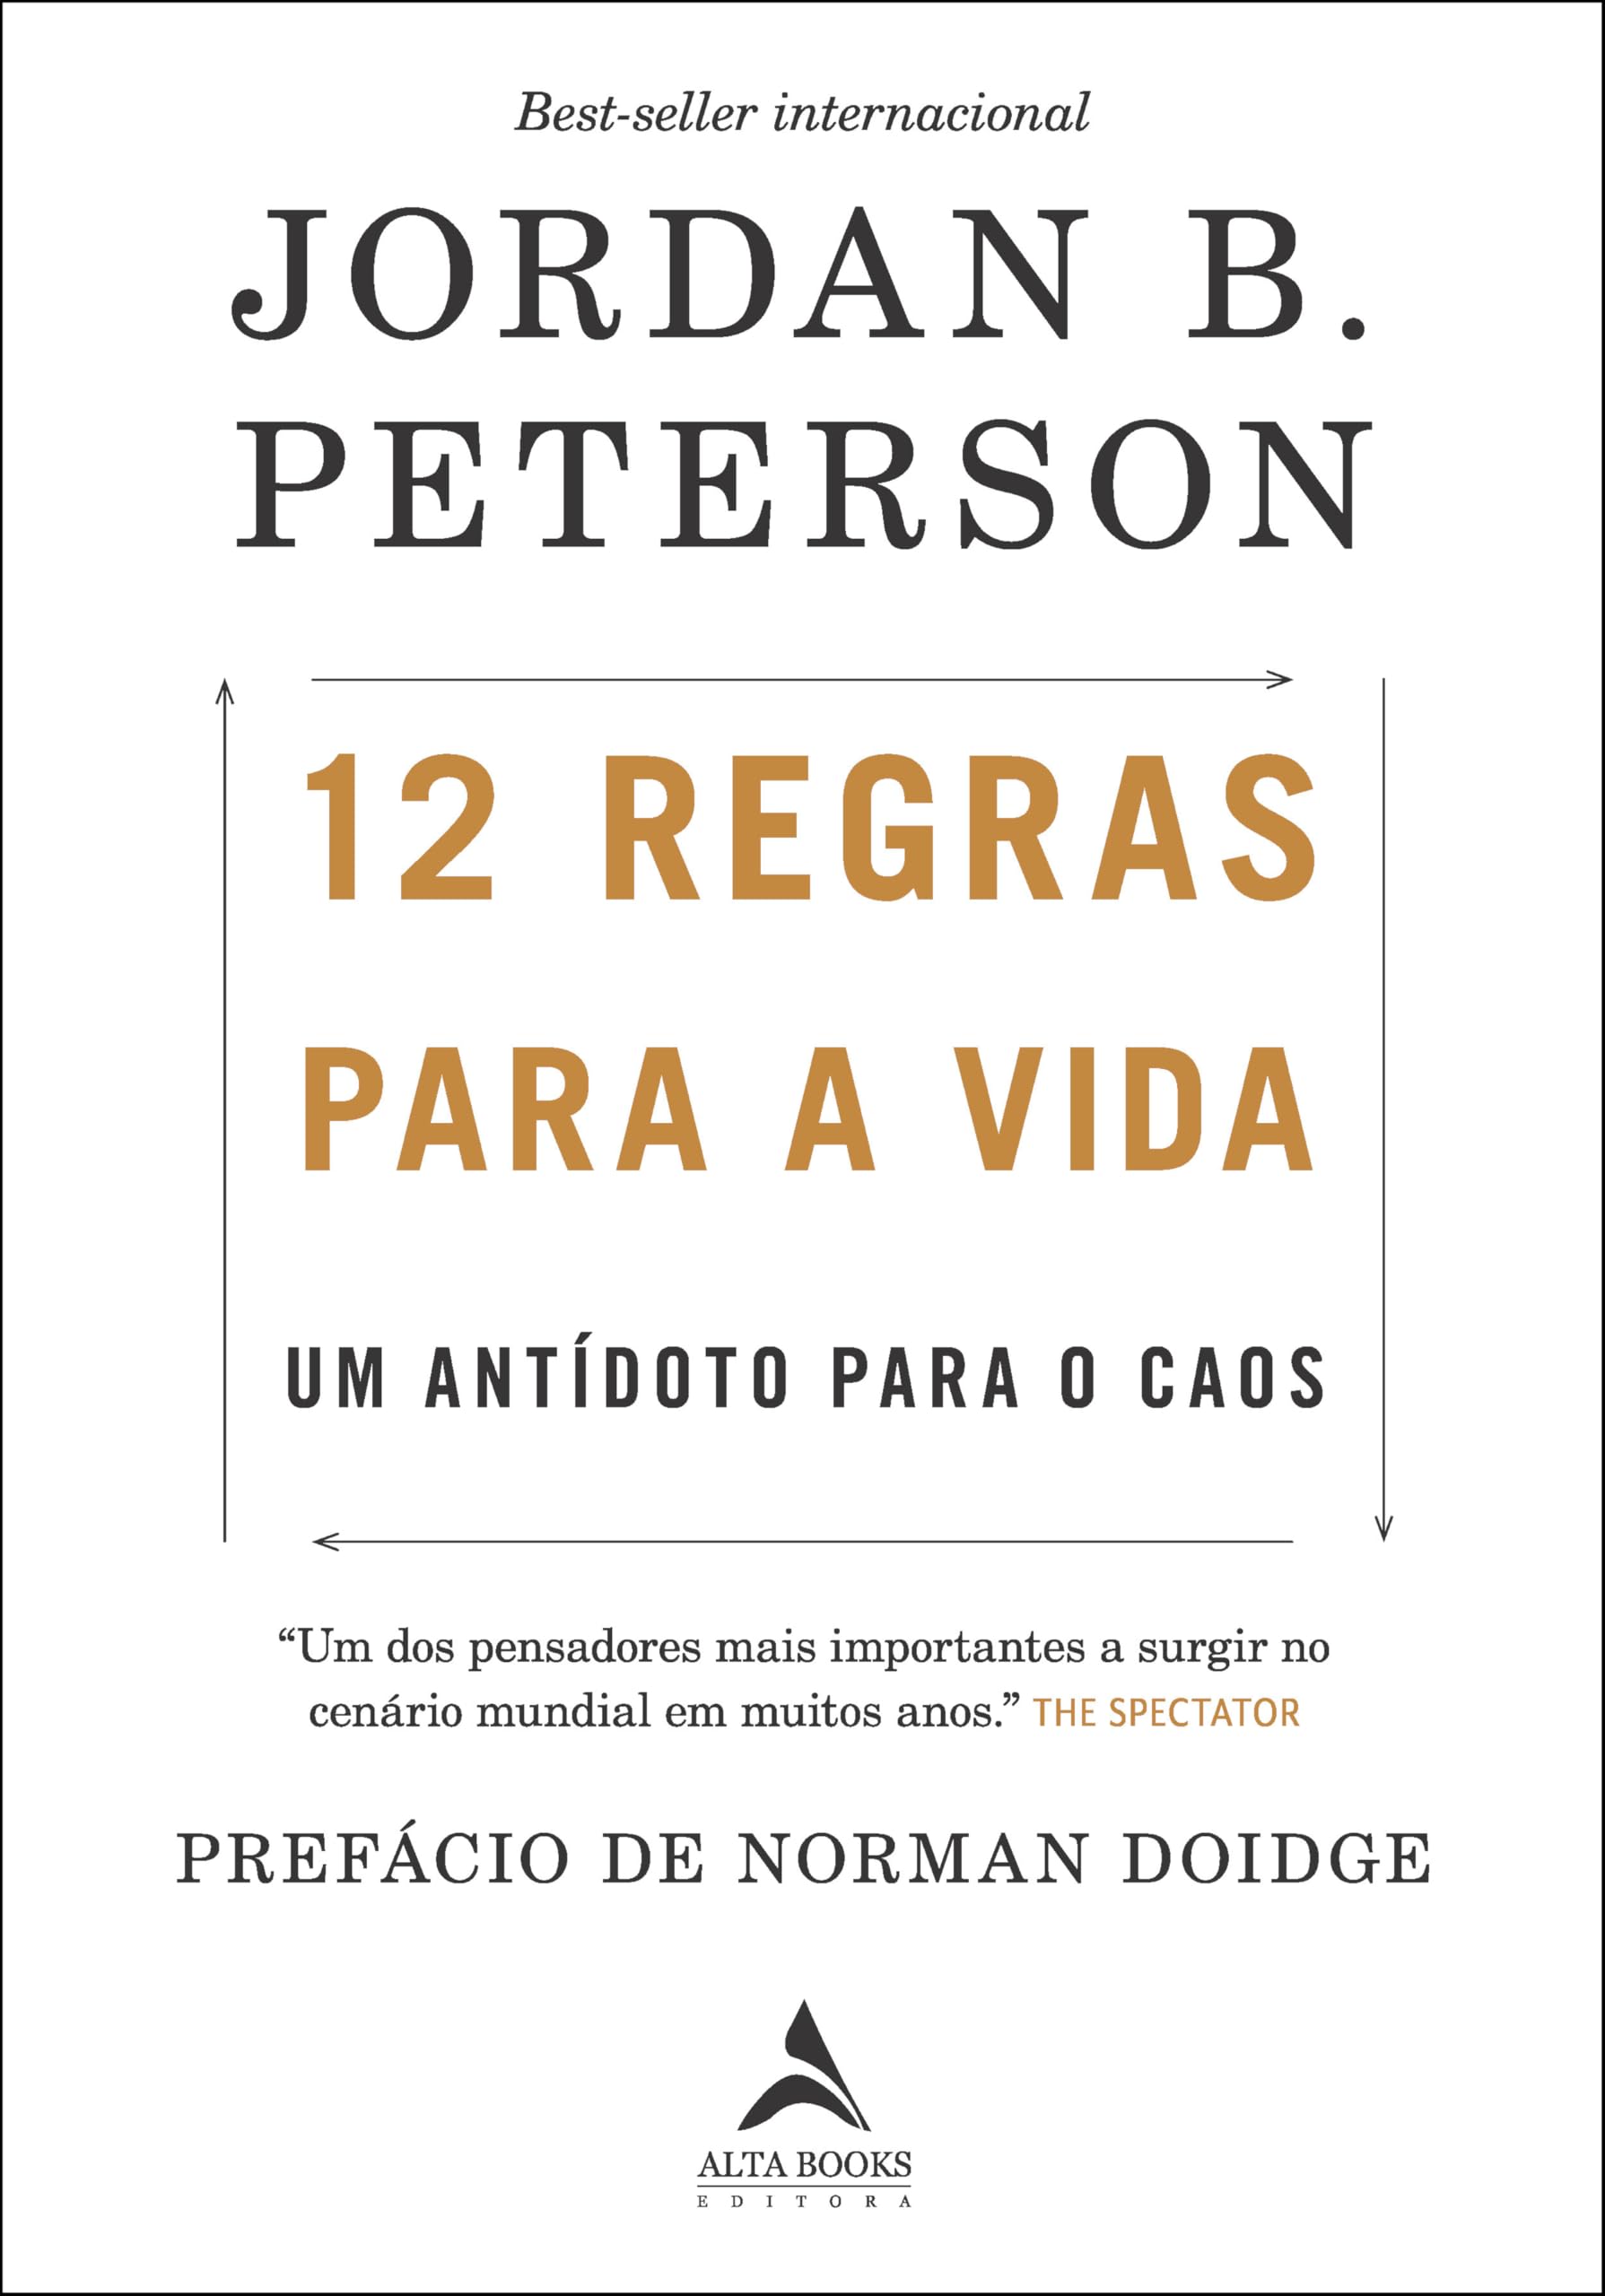 Best-seller internacional
JORDAN B.
PETERSON
12 REGRAS
PARA A VIDA
UM ANTÍDOTO PARA O CAOS
“Um dos pensadores mais importantes a surgir no
cenário mundial em muitos anos.” THE SPECTATOR
PREFÁCIO DE NORMAN DOIDGE
ALTA BOOKS
EDITORA